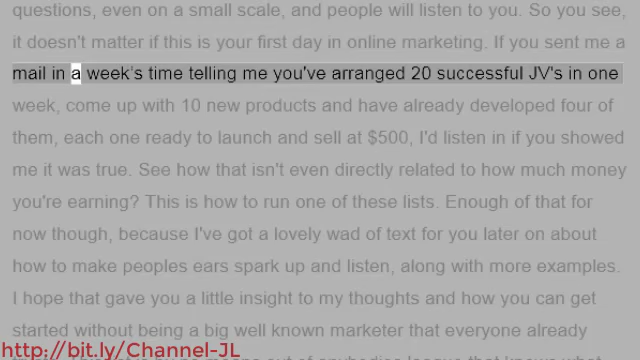 questions, even on a small scale, and people will listen to you. So you see,
it doesn't matter if this is your first day in online marketing. If you sent me a
mail in a week's time telling me you've arranged 20 successful JV's in one
week, come up with 10 new products and have already developed four of
them, each one ready to launch and sell at $500, I'd listen in if you showed
me it was true. See how that isn't even directly related to how much money
you're earning? This is how to run one of these lists. Enough of that for
now though, because I've got a lovely wad of text for you later on about
how to make peoples ears spark up and listen, along with more examples.
I hope that gave you a little insight to my thoughts and how you can get
started without being a big well known marketer that everyone already
http://bit.ly/Channel-JL